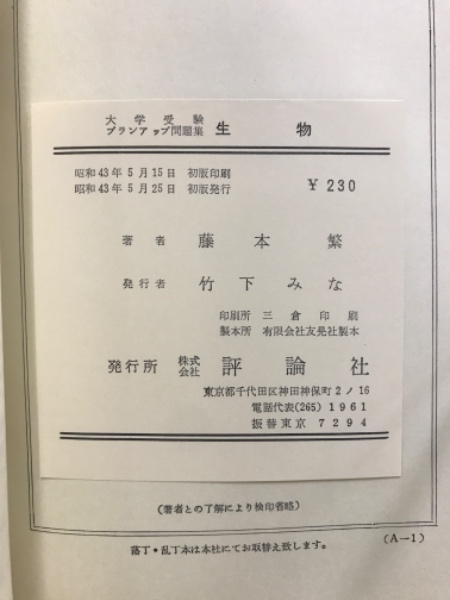 大学受験
プランアップ問題集 生物
昭和43年5月15日 初版印刷
昭和43年5月25日 初版発行 ¥230
著者 藤本繁
発行者 竹下みな
印刷所 三倉印刷
製本所 有限会社友晃社製本
発行所 株式会社 評論社
東京都千代田区神田神保町2ノ16
電話代表(265)1961
振替東京 7294
(著者との了解により検印省略)
落丁・乱丁本は本社にてお取替え致します。 (A-1)